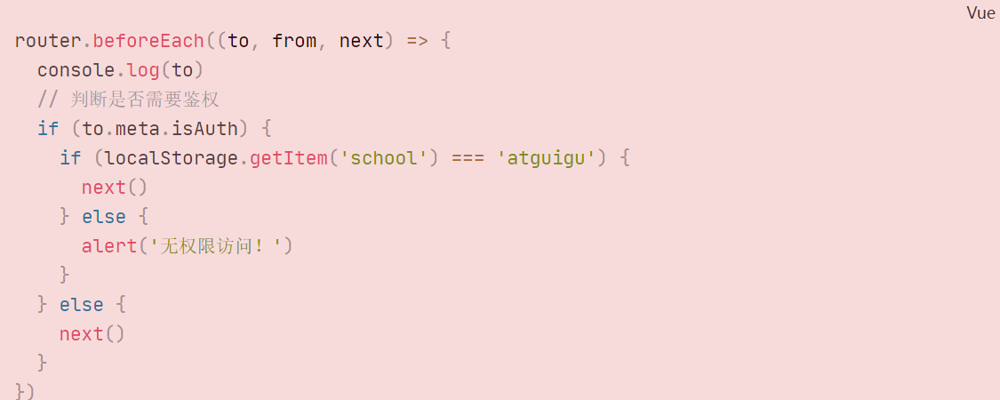 Vue
router.beforeEach((to, from, next) => {
  console.log(to)
  // 判断是否需要鉴权
  if (to.meta.isAuth) {
    if (localStorage.getItem('school') === 'atguigu') {
      next()
    } else {
      alert('无权限访问！')
    }
  } else {
    next()
  }
})